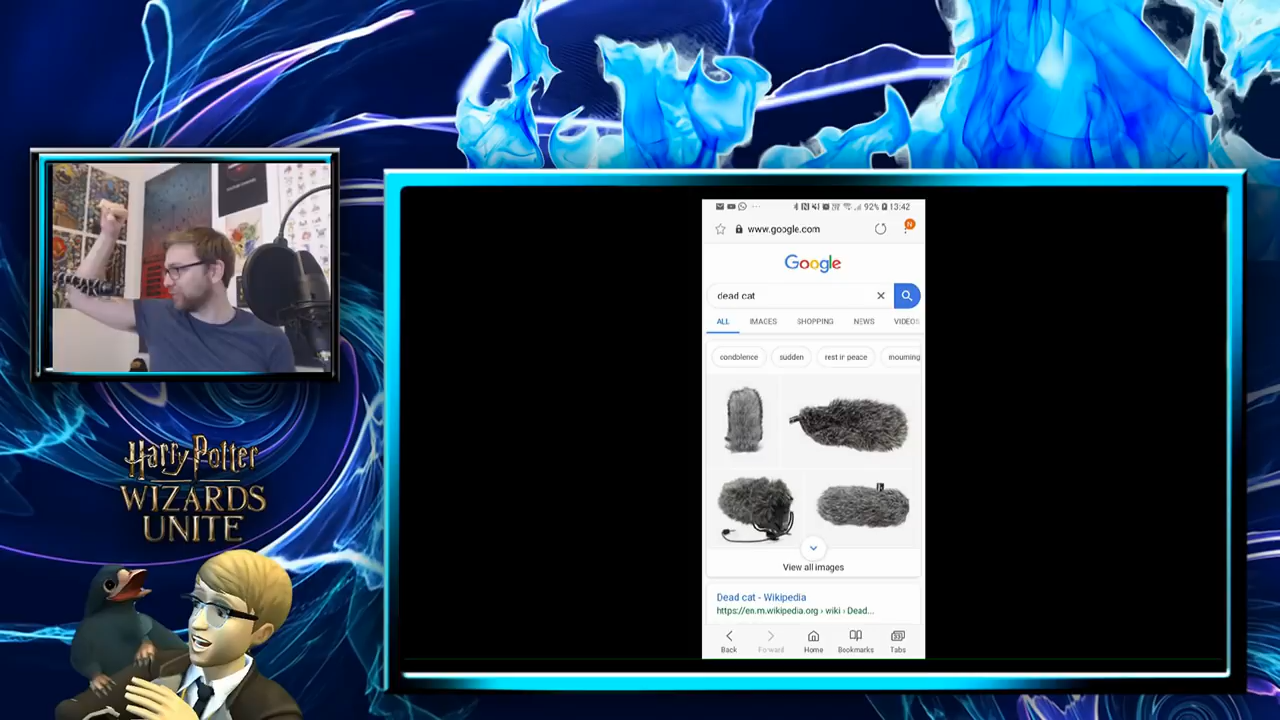 92% 13:42
www.google.com
N
Google
dead cat
ALL IMAGES SHOPPING NEWS VIDEOS
condolence sudden rest in peace mourning
View all images
Dead cat - Wikipedia
https://en.m.wikipedia.org › wiki › Dead...
Back Forward Home Bookmarks Tabs
Harry Potter
WIZARDS
UNITE